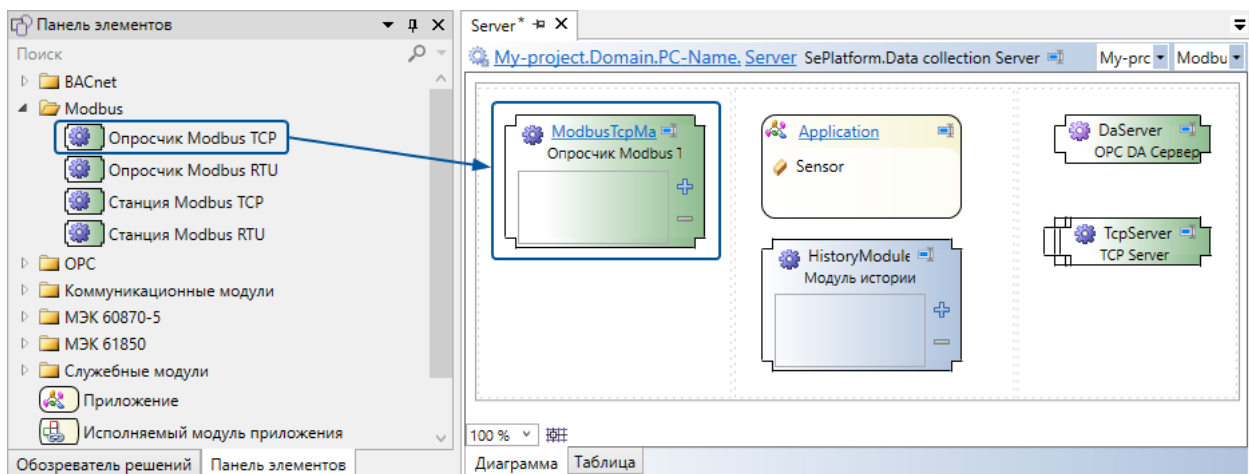 Панель элементов
Поиск
BACnet
Modbus
Опросчик Modbus TCP
Опросчик Modbus RTU
Станция Modbus TCP
Станция Modbus RTU
OPC
Коммуникационные модули
МЭК 60870-5
МЭК 61850
Служебные модули
Приложение
Исполняемый модуль приложения
Обозреватель решений Панель элементов
Server*
My-project.Domain.PC-Name. Server SePlatform.Data collection Server My-prc Modbu
ModbusTcpMa
Опросчик Modbus T
Application
Sensor
HistoryModule
Модуль истории
DaServer
OPC DA Сервер
TcpServer
TCP Server
100 %
Диаграмма Таблица